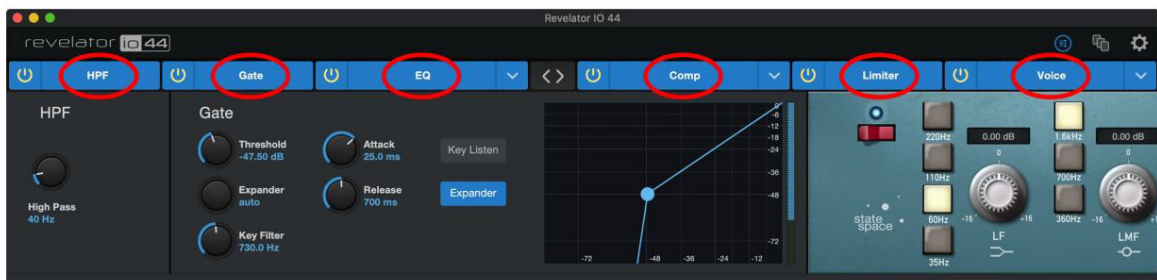 Revelator IO 44
revelator io 44
HPF Gate EQ Comp Limiter Voice
HPF
High Pass
40 Hz
Gate
Threshold
-47.50 dB
Attack
25.0 ms
Key Listen
Expander
auto
Release
700 ms
Expander
Key Filter
730.0 Hz
0
-6
-12
-18
-24
-36
-48
-72
-72 -48 -36 -24 -12
220Hz
110Hz
60Hz
35Hz
0.00 dB
0
-16 +16
LF
state
space
1.6kHz
700Hz
360Hz
0.00 dB
0
-16
LMF